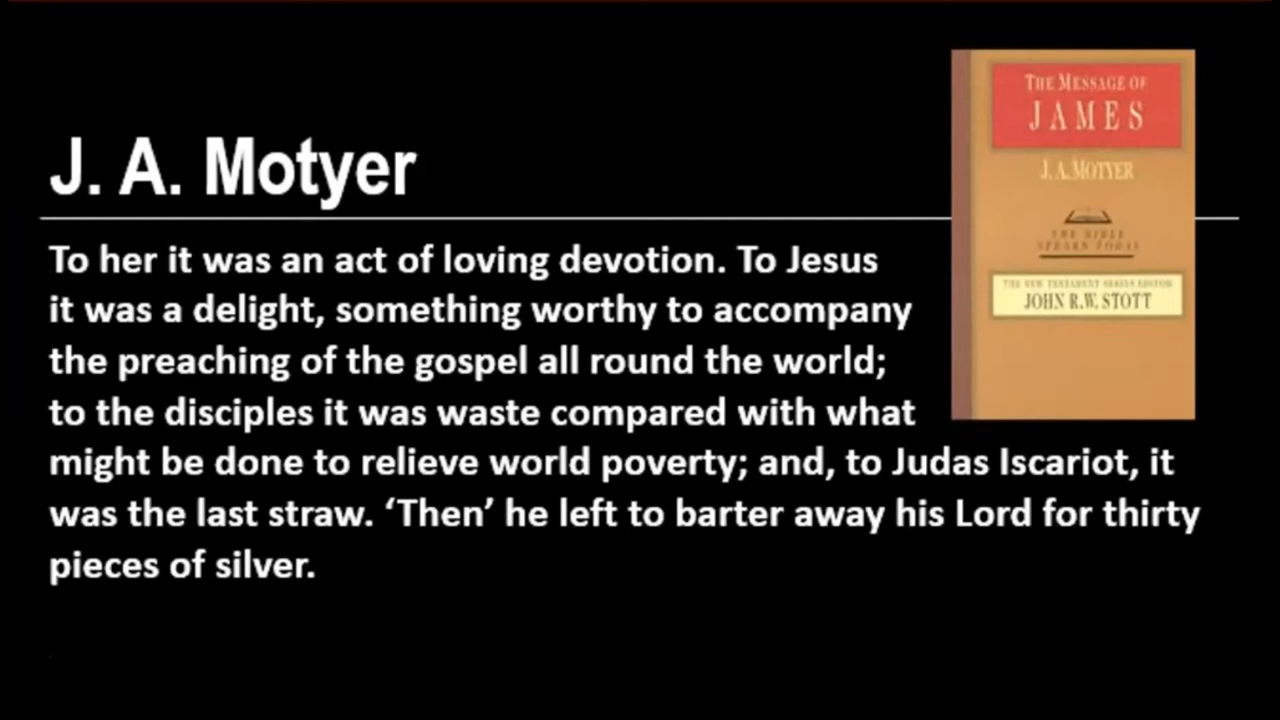 J. A. Motyer
To her it was an act of loving devotion. To Jesus
it was a delight, something worthy to accompany
the preaching of the gospel all round the world;
to the disciples it was waste compared with what
might be done to relieve world poverty; and, to Judas Iscariot, it
was the last straw. ‘Then’ he left to barter away his Lord for thirty
pieces of silver.
THE MESSAGE OF
JAMES
J. A. MOTYER
THE BIBLE
SPEAKS TODAY
THE NEW TESTAMENT SERIES EDITOR
JOHN R.W. STOTT